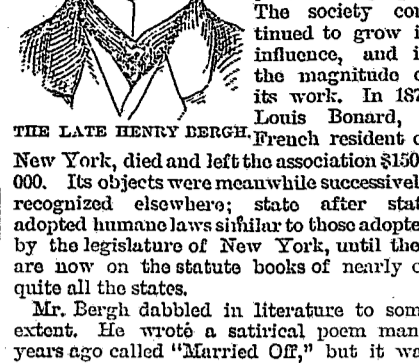 The society con
tinued to grow i
influence, and i
the magnitude o
its work. In 187
Louis Bonard,
French resident o
THE LATE HENRY BERGH.
New York, died and left the association $150
000. Its objects were meanwhile successivel
recognized elsewhere; state after stat
adopted humane laws similar to those adopte
by the legislature of New York, until the
are now on the statute books of nearly o
quite all the states.
Mr. Bergh dabbled in literature to som
extent. He wrote a satirical poem man
years ago called "Married Off," but it w